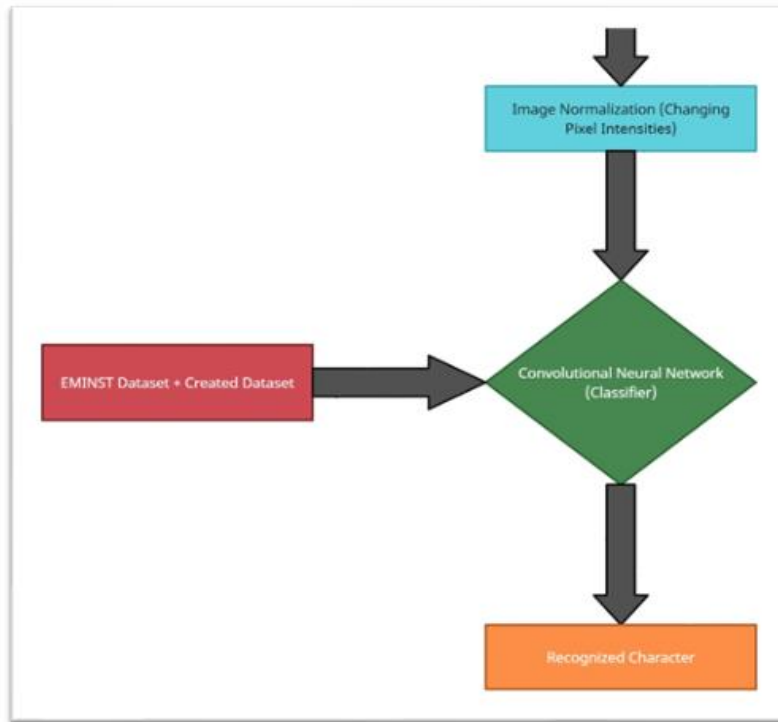 Image Normalization (Changing
Pixel Intensities)
EMINST Dataset + Created Dataset
Convolutional Neural Network
(Classifier)
Recognized Character